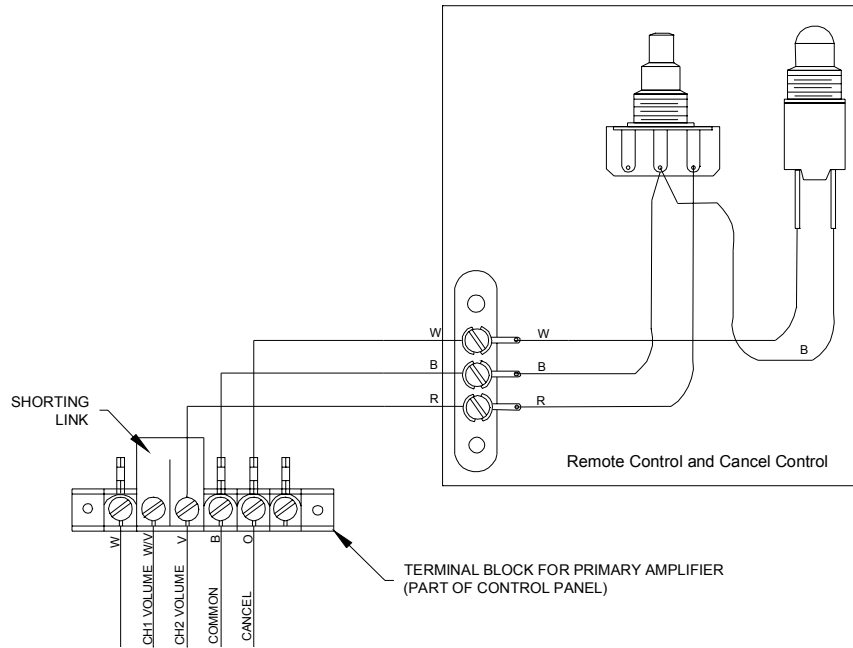 W
W
B
B
B
R
R
SHORTING
LINK
Remote Control and Cancel Control
W
W/V
V
B
O
CH1 VOLUME
CH2 VOLUME
COMMON
CANCEL
TERMINAL BLOCK FOR PRIMARY AMPLIFIER
(PART OF CONTROL PANEL)